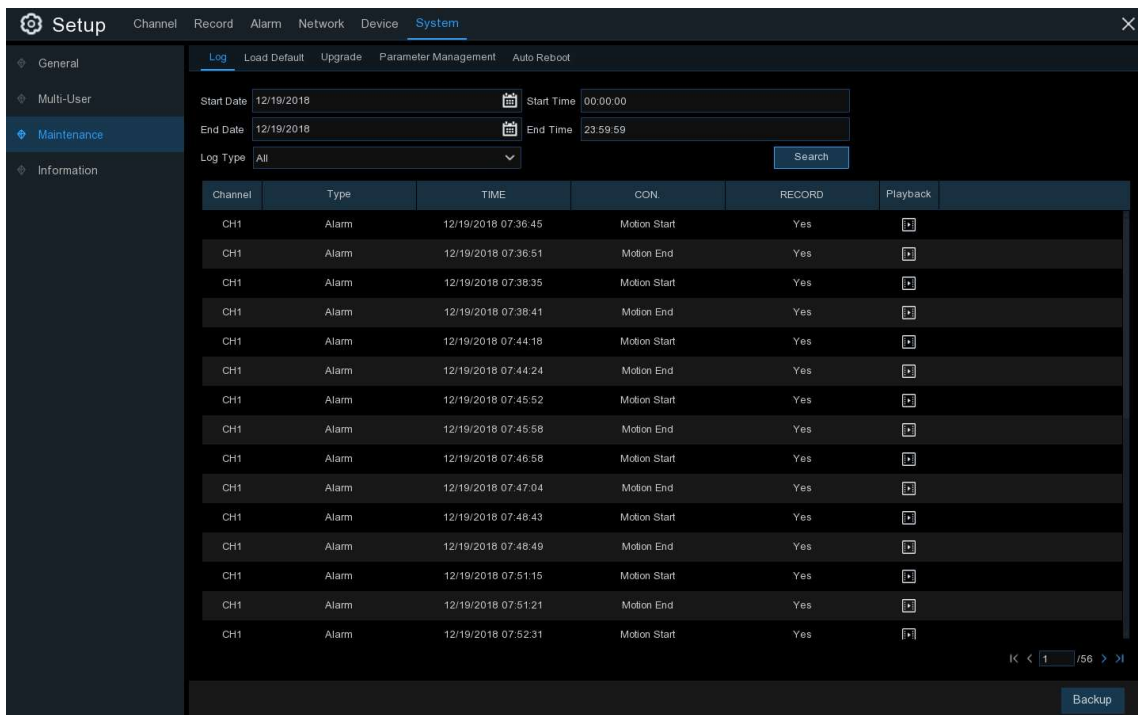 Setup Channel Record Alarm Network Device System
General
Multi-User
Maintenance
Information
Log Load Default Upgrade Parameter Management Auto Reboot
Start Date 12/19/2018 Start Time 00:00:00
End Date 12/19/2018 End Time 23:59:59
Log Type All Search
Channel Type TIME CON. RECORD Playback
CH1 Alarm 12/19/2018 07:36:45 Motion Start Yes
CH1 Alarm 12/19/2018 07:36:51 Motion End Yes
CH1 Alarm 12/19/2018 07:38:35 Motion Start Yes
CH1 Alarm 12/19/2018 07:38:41 Motion End Yes
CH1 Alarm 12/19/2018 07:44:18 Motion Start Yes
CH1 Alarm 12/19/2018 07:44:24 Motion End Yes
CH1 Alarm 12/19/2018 07:45:52 Motion Start Yes
CH1 Alarm 12/19/2018 07:45:58 Motion End Yes
CH1 Alarm 12/19/2018 07:46:58 Motion Start Yes
CH1 Alarm 12/19/2018 07:47:04 Motion End Yes
CH1 Alarm 12/19/2018 07:48:43 Motion Start Yes
CH1 Alarm 12/19/2018 07:48:49 Motion End Yes
CH1 Alarm 12/19/2018 07:51:15 Motion Start Yes
CH1 Alarm 12/19/2018 07:51:21 Motion End Yes
CH1 Alarm 12/19/2018 07:52:31 Motion Start Yes
1 /56
Backup